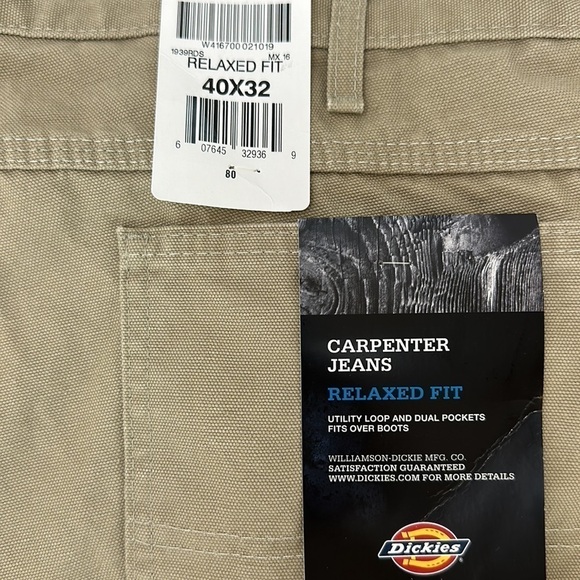 W416700 021019
1939RDS MX 16
RELAXED FIT
40X32
6 07645 32936 9
80
CARPENTER
JEANS
RELAXED FIT
UTILITY LOOP AND DUAL POCKETS
FITS OVER BOOTS
WILLIAMSON-DICKIE MFG. CO.
SATISFACTION GUARANTEED
WWW.DICKIES.COM FOR MORE DETAILS
Dickies